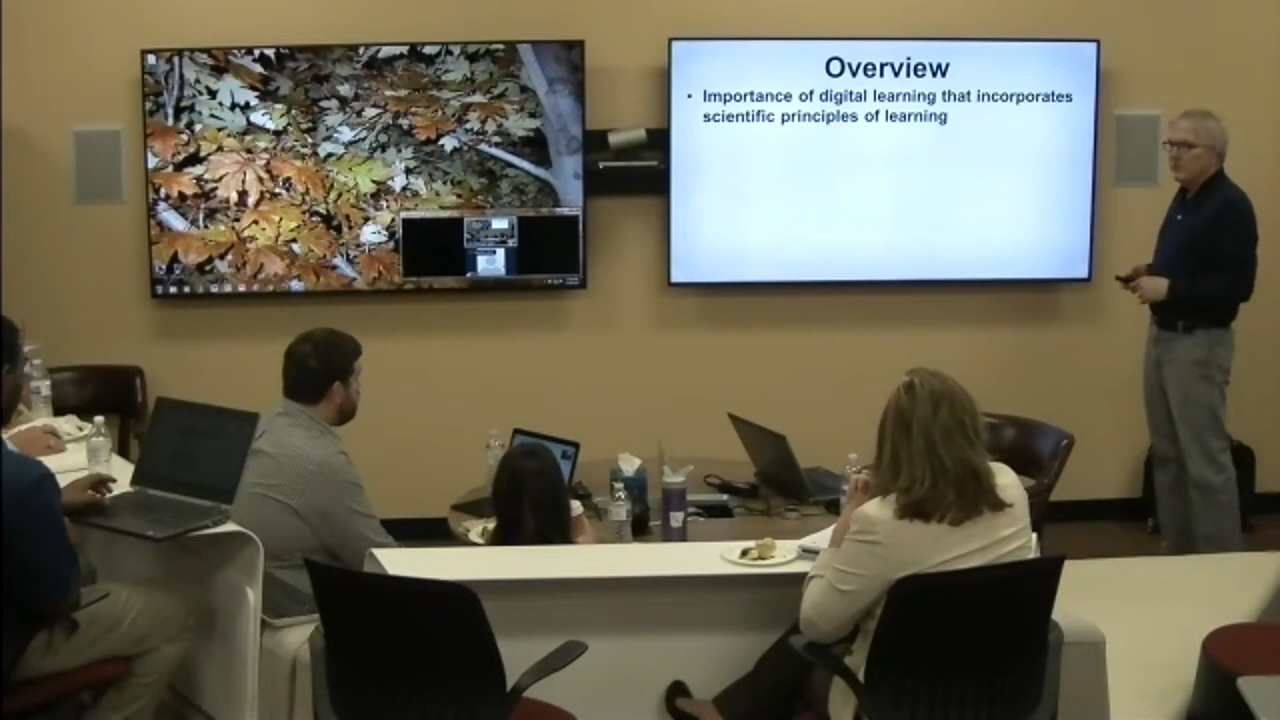 Overview
• Importance of digital learning that incorporates
scientific principles of learning